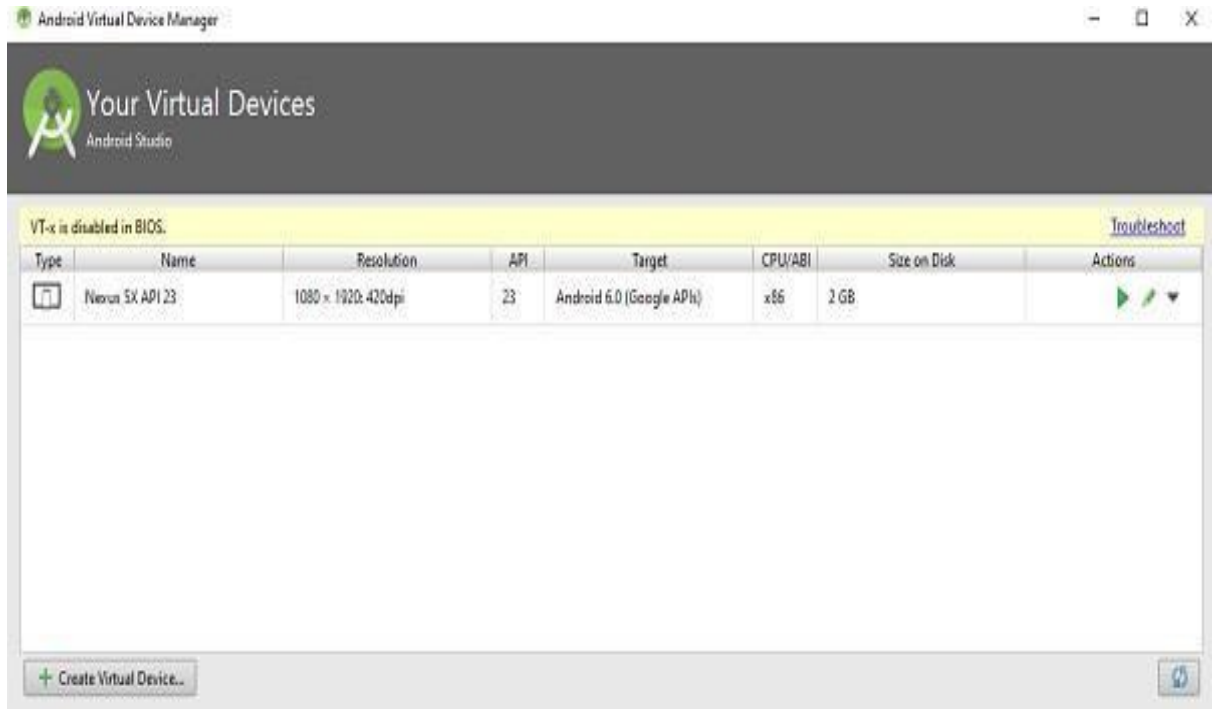 Android Virtual Device Manager
Your Virtual Devices
Android Studio
VT-x is disabled in BIOS. Troubleshoot
Type Name Resolution API Target CPU/ABI Size on Disk Actions
Nexus 5X API 23 1080 × 1920: 420dpi 23 Android 6.0 (Google APIs) x86 2 GB
Create Virtual Device...